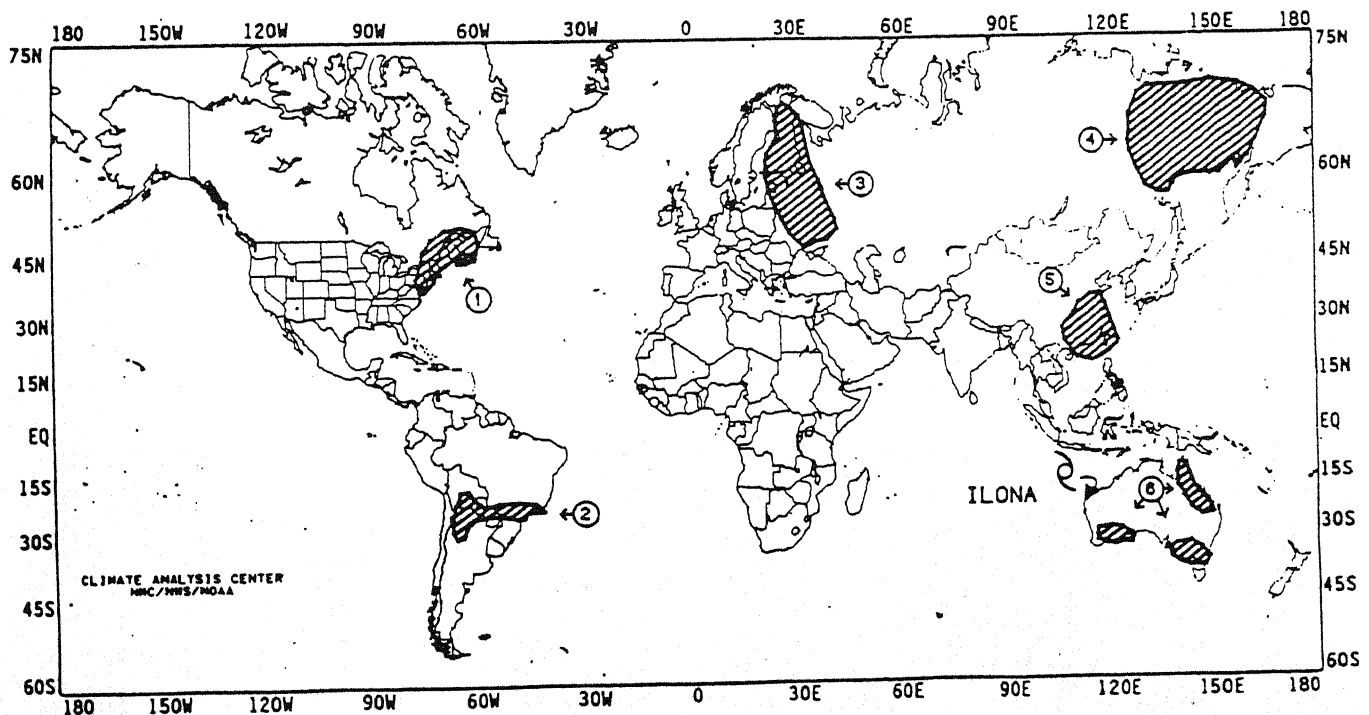 180 150W 120W 90W 60W 30W 0 30E 60E 90E 120E 150E 180
75N 75N
60N 60N
45N 45N
30N 30N
15N 15N
EQ EQ
15S 15S
30S 30S
45S 45S
60S 60S
1
2
3
4
5
6
ILONA
CLIMATE ANALYSIS CENTER
NMC/NWS/NOAA
180 150W 120W 90W 60W 30W 0 30E 60E 90E 120E 150E 180